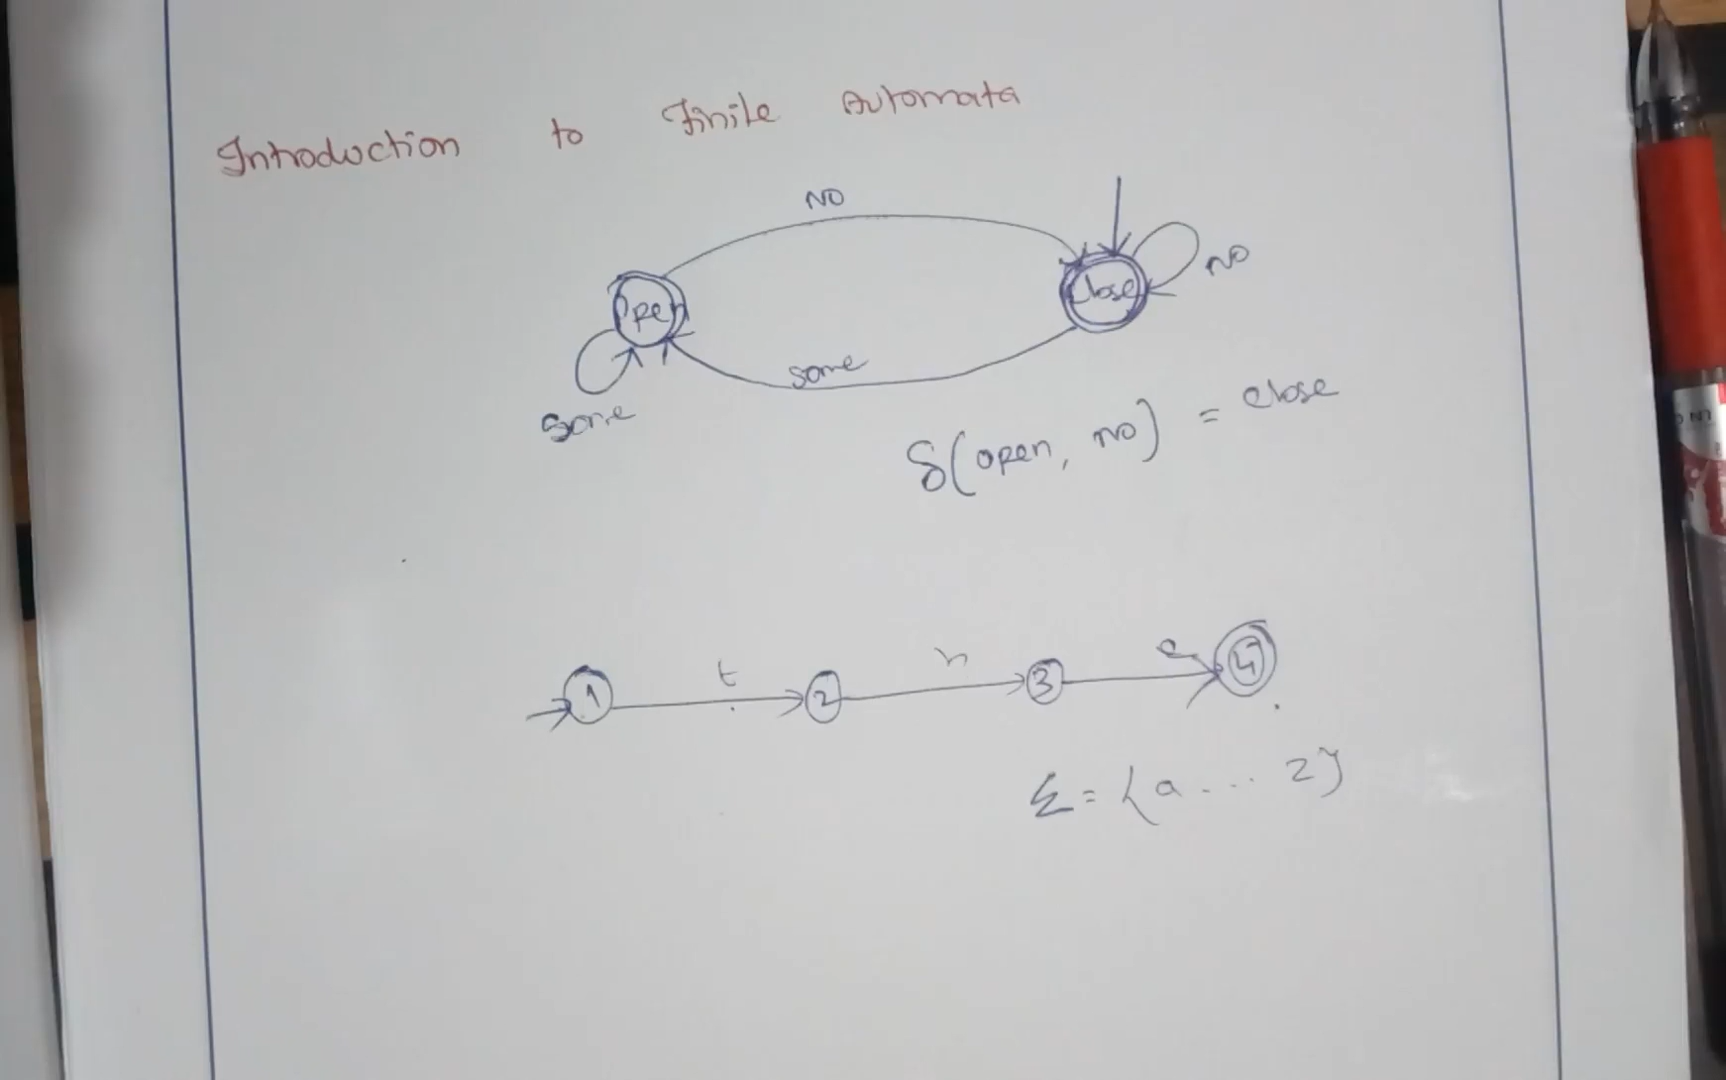 Introduction to Finite Automata
NO
Open
Close
NO
some
Some
δ(open, no) = close
t
h
e
1
2
3
4
Σ = {a .... z}